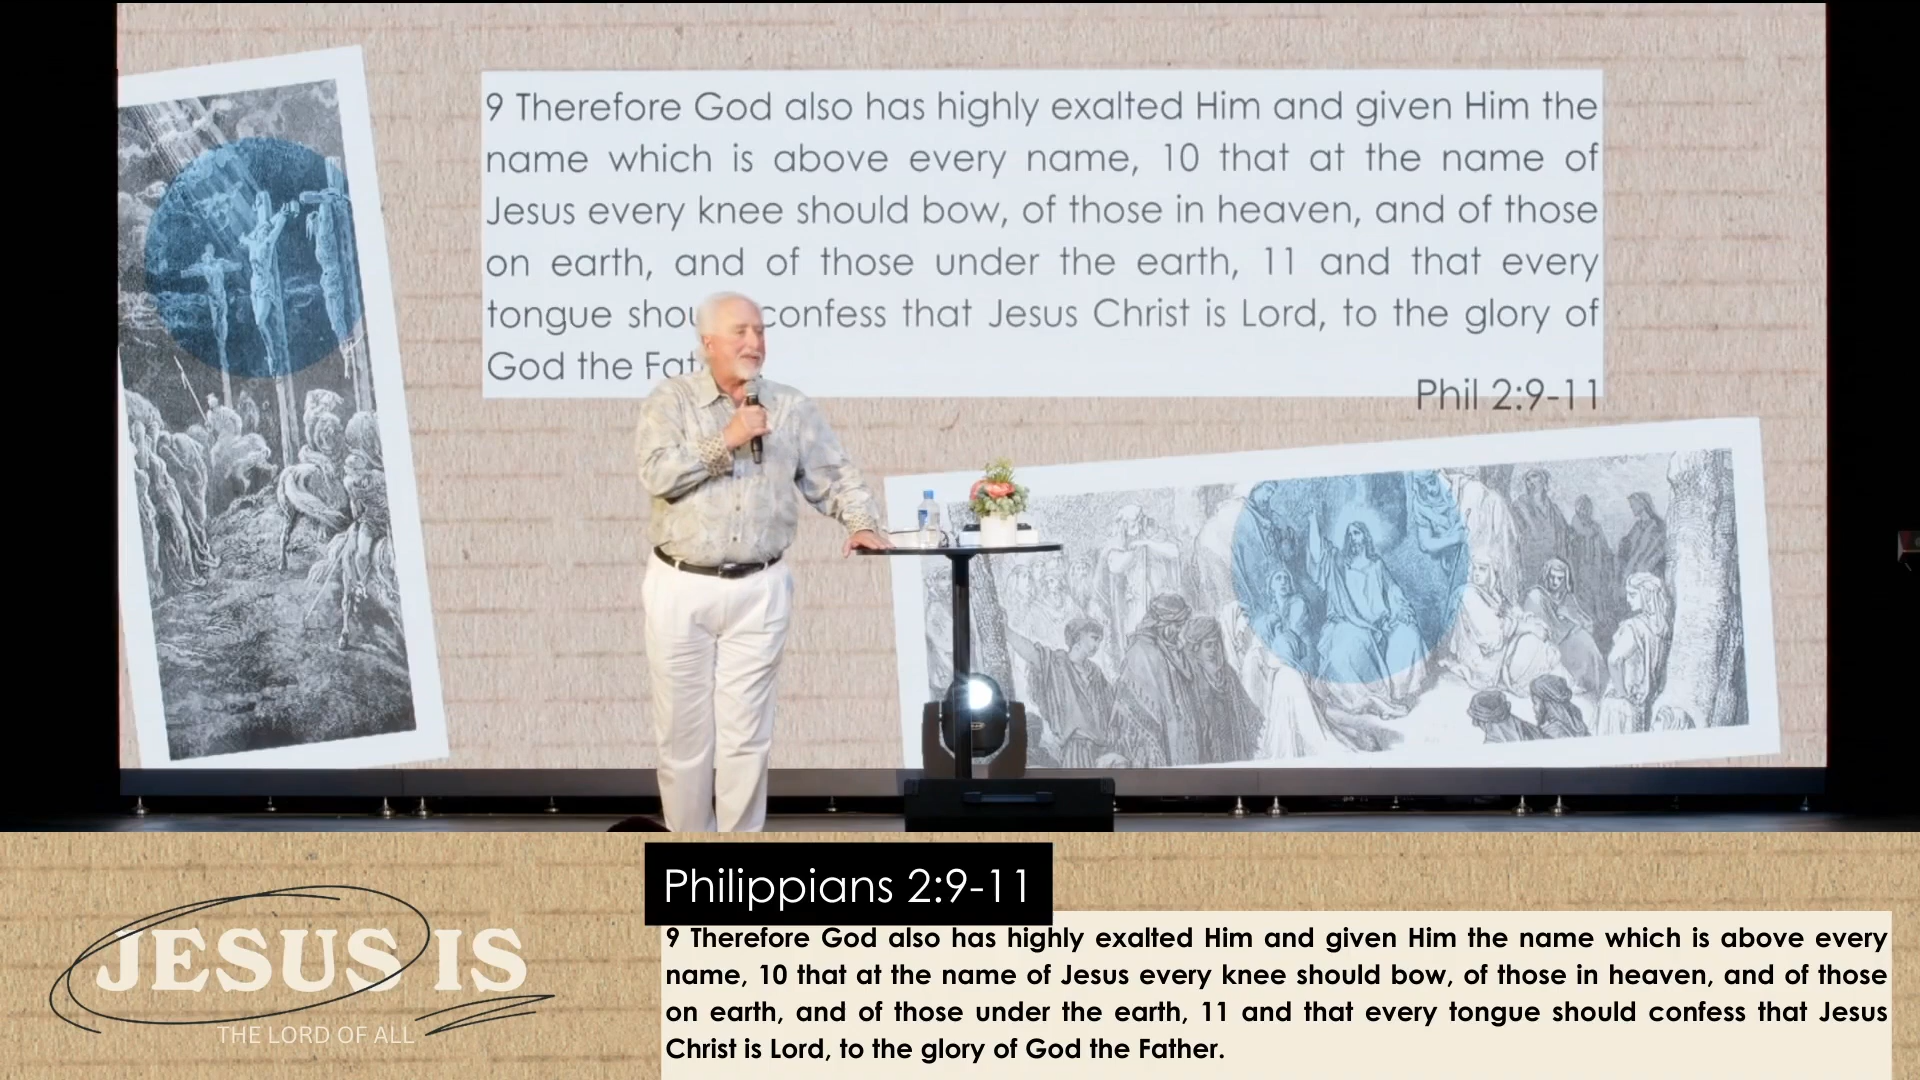 9 Therefore God also has highly exalted Him and given Him the
name which is above every name, 10 that at the name of
Jesus every knee should bow, of those in heaven, and of those
on earth, and of those under the earth, 11 and that every
tongue confess that Jesus Christ is Lord, to the glory of
God the
Phil 2:9-11
Philippians 2:9-11
JESUS IS
THE LORD OF ALL
9 Therefore God also has highly exalted Him and given Him the name which is above every
name, 10 that at the name of Jesus every knee should bow, of those in heaven, and of those
on earth, and of those under the earth, 11 and that every tongue should confess that Jesus
Christ is Lord, to the glory of God the Father.